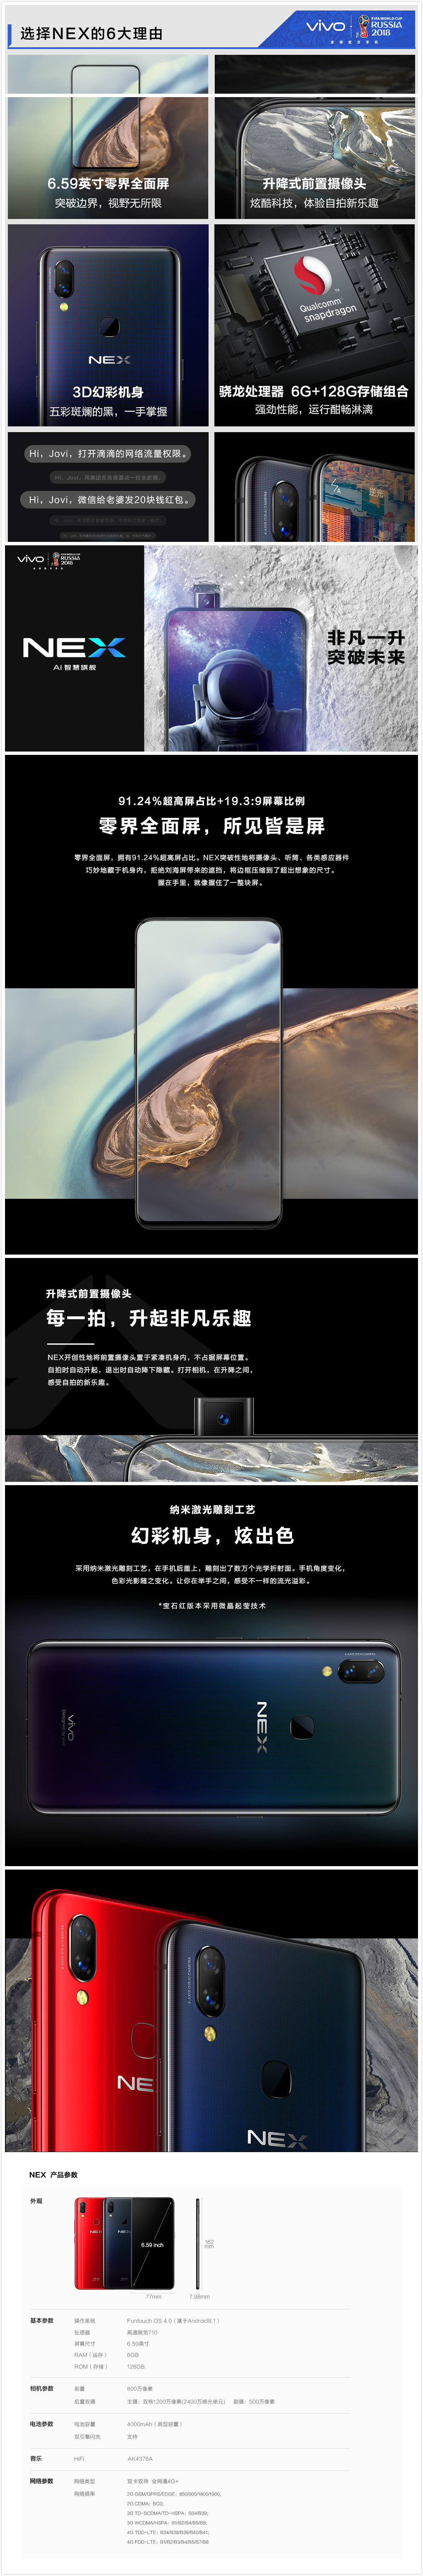 选择NEX的6大理由
vivo
FIFA WORLD CUP
RUSSIA
2018
6.59英寸零界全面屏
突破边界，视野无所限
升降式前置摄像头
炫酷科技，体验自拍新乐趣
NEX
3D幻彩机身
五彩斑斓的黑，一手掌握
Qualcomm
snapdragon
骁龙处理器 6G+128G存储组合
强劲性能，运行酣畅淋漓
Hi，Jovi，打开滴滴的网络流量权限。
Hi，Jovi，微信给老婆发20块钱红包。
逆光
vivo
FIFA WORLD CUP
RUSSIA
2018
NEX
AI 智慧旗舰
非凡一升
突破未来
91.24%超高屏占比+19.3:9屏幕比例
零界全面屏，所见皆是屏
零界全面屏，拥有91.24%超高屏占比。NEX突破性地将摄像头、听筒、各类感应器件
巧妙地藏于机身内，拒绝刘海屏带来的遮挡，将边框压缩到了超出想象的尺寸。
握在手里，就像握住了一整块屏。
升降式前置摄像头
每一拍，升起非凡乐趣
NEX开创性地将前置摄像头置于紧凑机身内，不占据屏幕位置。
自拍时自动升起，退出时自动降下隐藏。打开相机，在升降之间，
感受自拍的新乐趣。
纳米激光雕刻工艺
幻彩机身，炫出色
采用纳米激光雕刻工艺，在手机后盖上，雕刻出了数万个光学折射面。手机角度变化，
色彩光影随之变化。让你在举手之间，感受不一样的流光溢彩。
*宝石红版本采用微晶起莹技术
vivo
NEX
NEX
NEX
NEX 产品参数
外观
NEX
NEX
6.59 inch
162
mm
77mm
7.98mm
基本参数
操作系统
Funtouch OS 4.0（基于Android8.1）
处理器
高通骁龙710
屏幕尺寸
6.59英寸
RAM（运存）
6GB
ROM（存储）
128GB
相机参数
前置
800万像素
后置双摄
主摄：双核1200万像素(2400万感光单元) 副摄：500万像素
电池参数
电池容量
4000mAh（典型容量）
双引擎闪充
支持
音乐
HiFi
AK4376A
网络参数
网络类型
双卡双待 全网通4G+
网络频率
2G GSM/GPRS/EDGE：850/900/1800/1900;
2G CDMA：BC0;
3G TD-SCDMA/TD-HSPA：B34/B39;
3G WCDMA/HSPA：B1/B2/B4/B5/B8;
4G TDD-LTE：B34/B38/B39/B40/B41;
4G FDD-LTE：B1/B2/B3/B4/B5/B7/B8